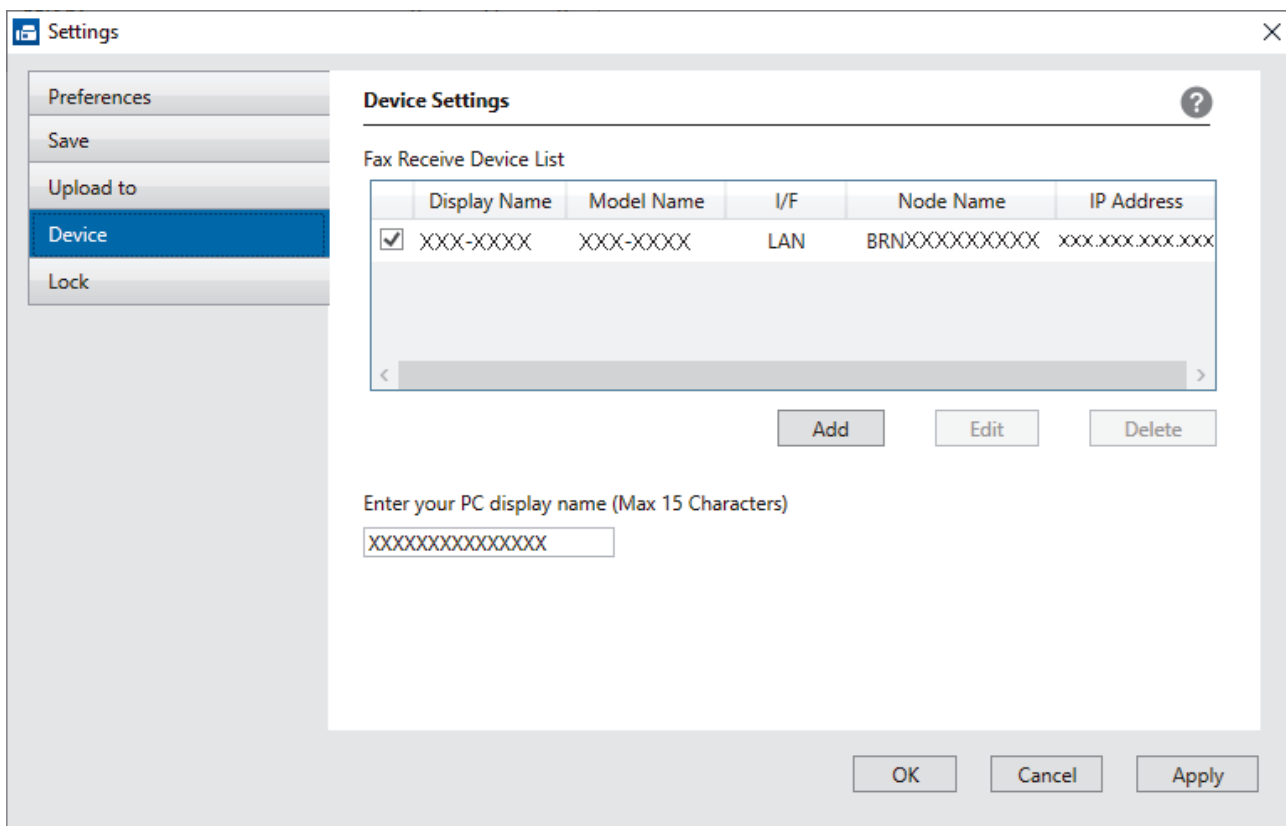 Settings
Preferences
Save
Upload to
Device
Lock
Device Settings
?
Fax Receive Device List
Display Name Model Name I/F Node Name IP Address
XXX-XXXX XXX-XXXX LAN BRNXXXXXXXXX XXX.XXX.XXX.XXX
Add Edit Delete
Enter your PC display name (Max 15 Characters)
XXXXXXXXXXXXXXX
OK Cancel Apply